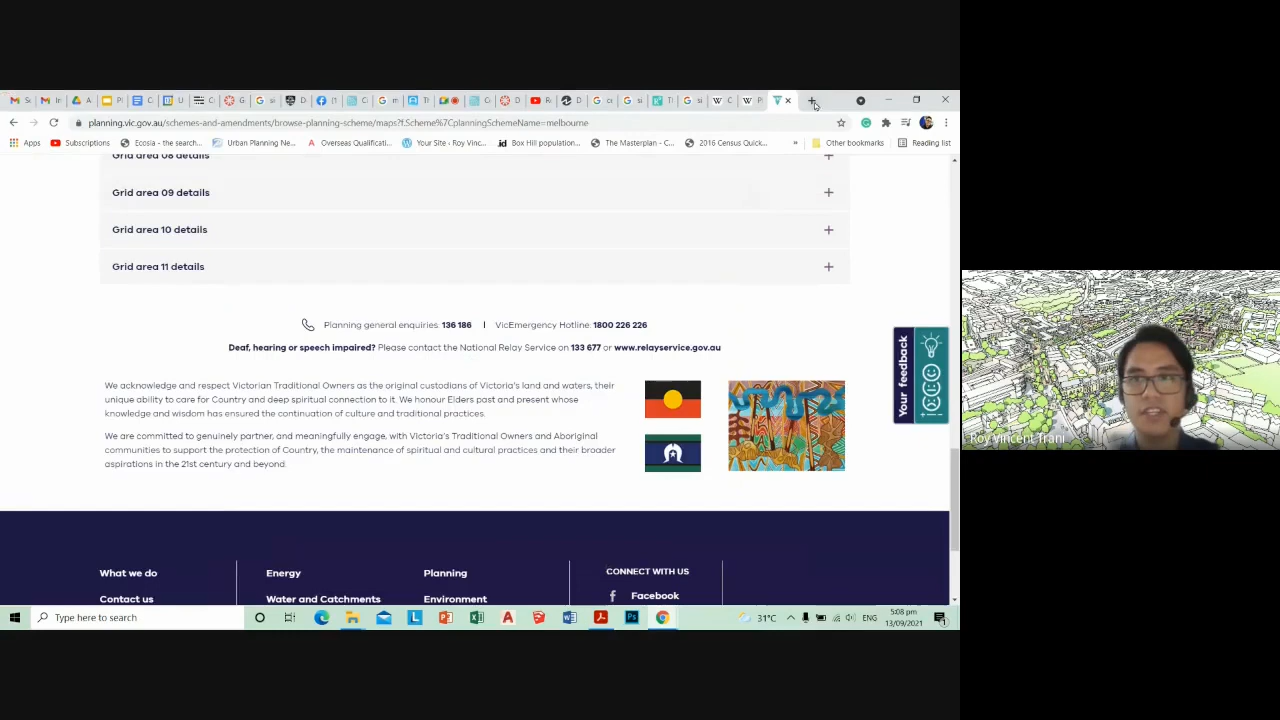 planning.vic.gov.au/schemes-and-amendments/browse-planning-scheme/maps?f.Scheme%7CplanningSchemeName=melbourne
Apps Subscriptions Ecosia - the search... Urban Planning Ne... Overseas Qualificati... Your Site ‹ Roy Vinc... .id Box Hill population... The Masterplan - C... 2016 Census Quick... » Other bookmarks Reading list
Grid area 08 details
Grid area 09 details
Grid area 10 details
Grid area 11 details
Planning general enquiries 136 186 | VicEmergency Hotline: 1800 226 226
Deaf, hearing or speech impaired? Please contact the National Relay Service on 133 677 or www.relayservice.gov.au
We acknowledge and respect Victorian Traditional Owners as the original custodians of Victoria's land and waters, their
unique ability to care for Country and deep spiritual connection to it. We honour Elders past and present whose
knowledge and wisdom has ensured the continuation of culture and traditional practices.
We are committed to genuinely partner, and meaningfully engage, with Victoria's Traditional Owners and Aboriginal
communities to support the protection of Country, the maintenance of spiritual and cultural practices and their broader
aspirations in the 21st century and beyond
Your feedback
What we do
Contact us
Energy
Water and Catchments
Planning
Environment
CONNECT WITH US
Facebook
Type here to search
31°C ENG
5:08 pm
13/09/2021
Roy Vincent Trani